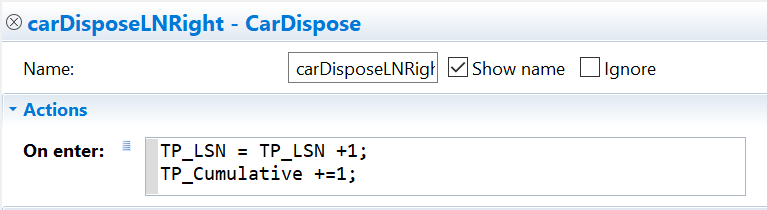 carDisposeLNRight - CarDispose
Name: carDisposeLNRigh Show name Ignore
Actions
On enter: TP_LSN = TP_LSN +1;
TP_Cumulative +=1;